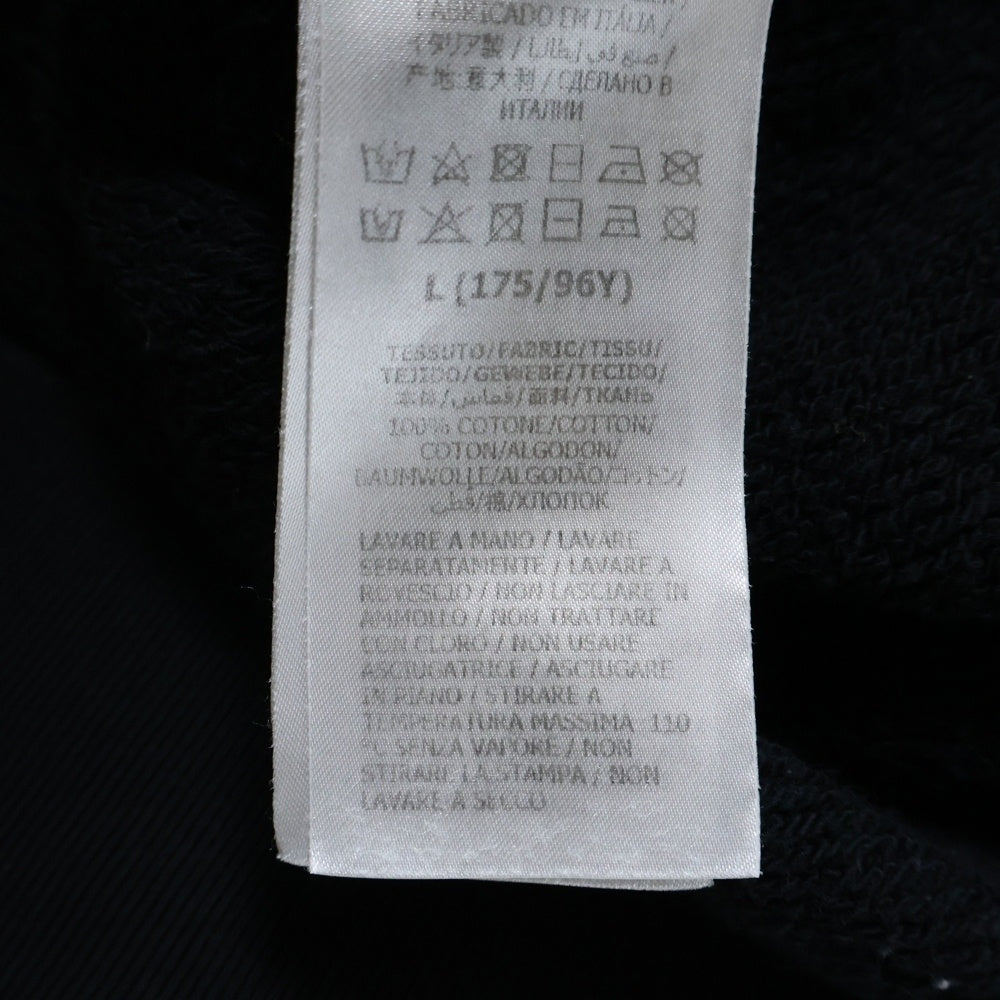 FABRICADO EM ITÁLIA /
イタリア製 / صنع في إيطاليا /
产地:意大利 / СДЕЛАНО В
ИТАЛИИ
L (175/96Y)
TESSUTO/FABRIC/TISSU/
TEJIDO/GEWEBE/TECIDO/
本体/قماس/面料/ТКАНЬ
100% COTONE/COTTON/
COTON/ALGODON/
BAUMWOLLE/ALGODÃO/コットン/
قطن/棉/ХЛОПОК
LAVARE A MANO / LAVARE
SEPARATAMENTE / LAVARE A
ROVESCIO / NON LASCIARE IN
AMMOLLO / NON TRATTARE
CON CLORO / NON USARE
ASCIUGATRICE / ASCIUGARE
IN PIANO / STIRARE A
TEMPERATURA MASSIMA 110
°C SENZA VAPORE / NON
STIRARE LA STAMPA / NON
LAVARE A SECCO